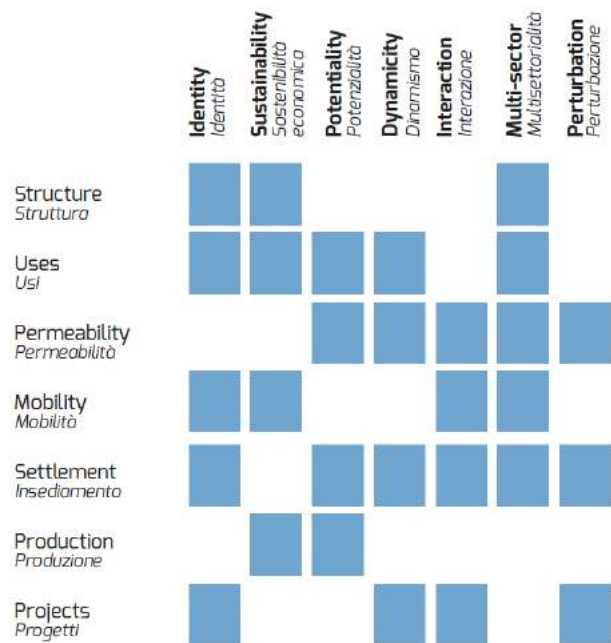 Identity
Identità
Sustainability
Sostenibilità
economica
Potentiality
Potenzialità
Dynamicity
Dinamismo
Interaction
Interazione
Multi-sector
Multisettorialità
Perturbation
Perturbazione
Structure
Struttura
Uses
Usi
Permeability
Permeabilità
Mobility
Mobilità
Settlement
Insediamento
Production
Produzione
Projects
Progetti